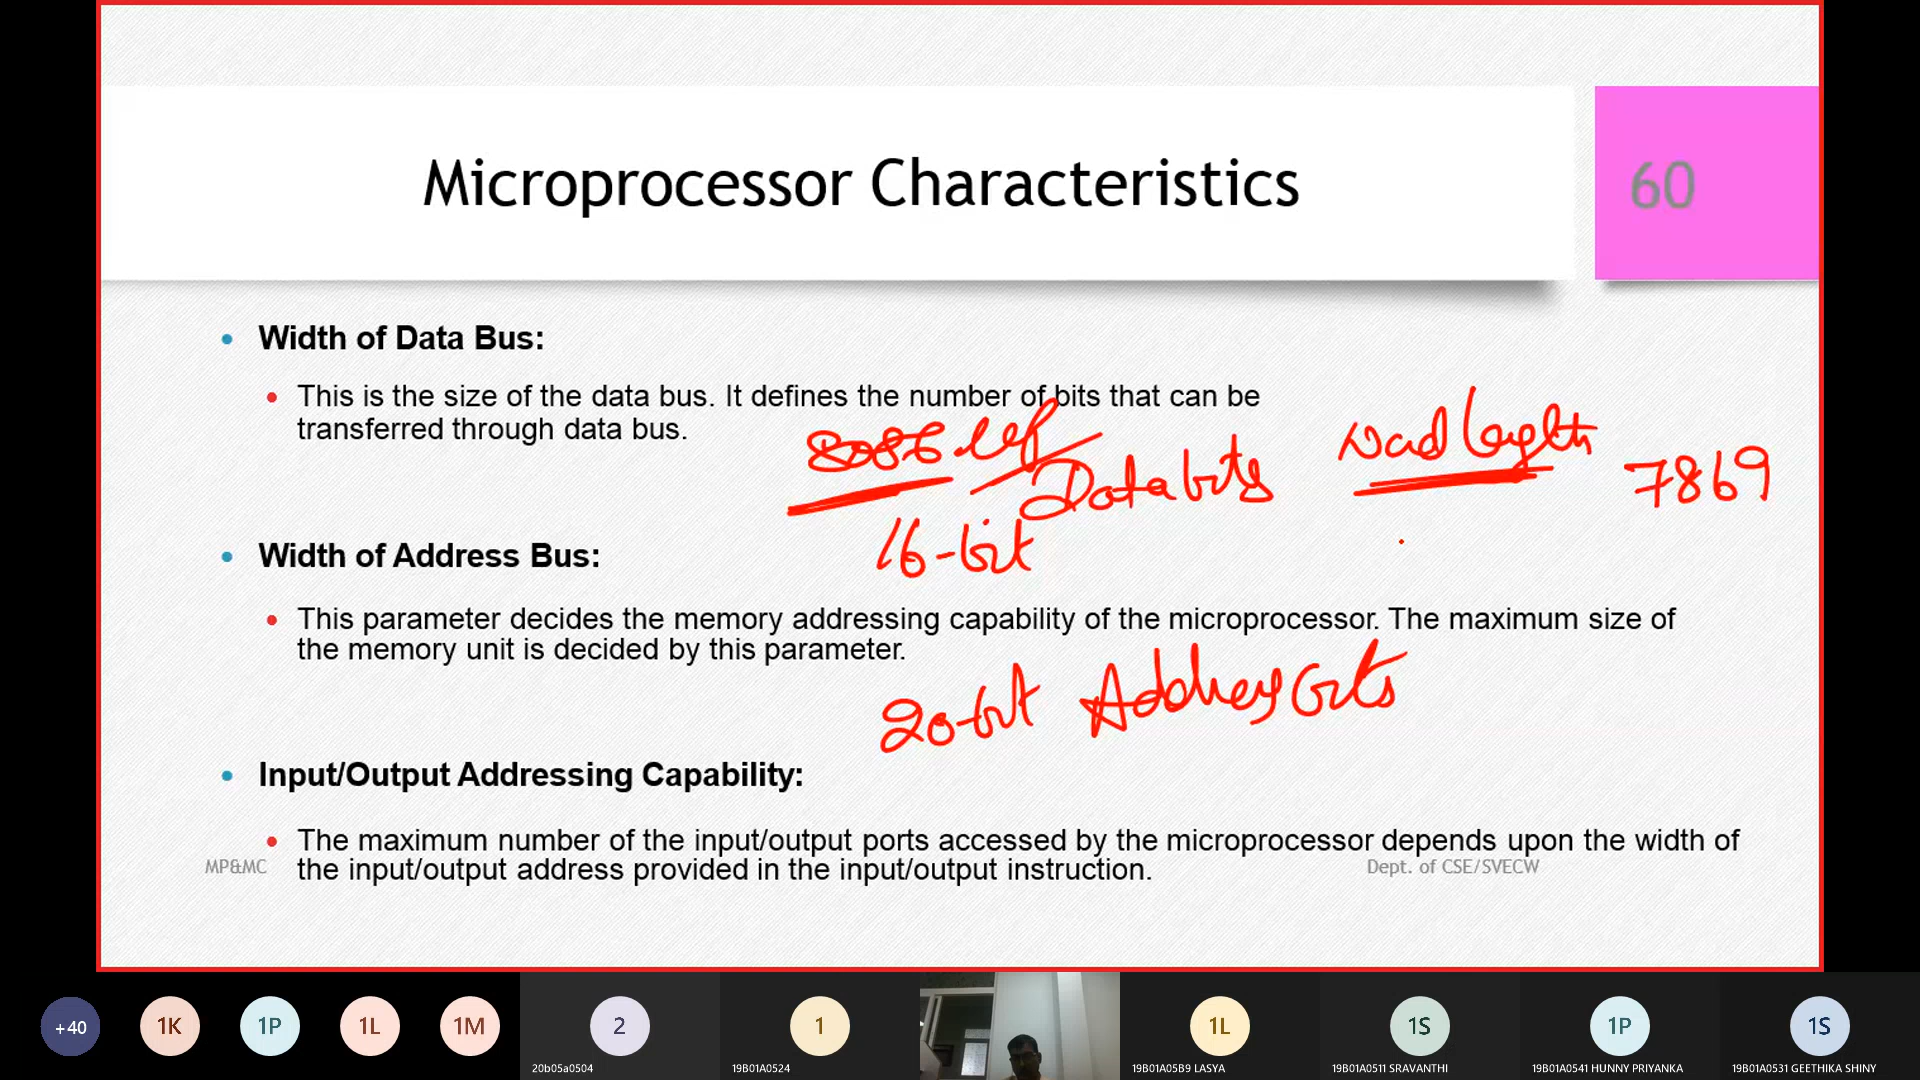 Microprocessor Characteristics
60
• Width of Data Bus:
• This is the size of the data bus. It defines the number of bits that can be
transferred through data bus.
8086
Data bits
word length
7869
16-bit
• Width of Address Bus:
• This parameter decides the memory addressing capability of the microprocessor. The maximum size of
the memory unit is decided by this parameter.
20-bit Address bits
• Input/Output Addressing Capability:
• The maximum number of the input/output ports accessed by the microprocessor depends upon the width of
the input/output address provided in the input/output instruction.
MP&MC
Dept. of CSE/SVECW
+40
1K
1P
1L
1M
2
20b05a0504
1
19B01A0524
1L
19B01A05B9 LASYA
1S
19B01A0511 SRAVANTHI
1P
19B01A0541 HUNNY PRIYANKA
1S
19B01A0531 GEETHIKA SHINY